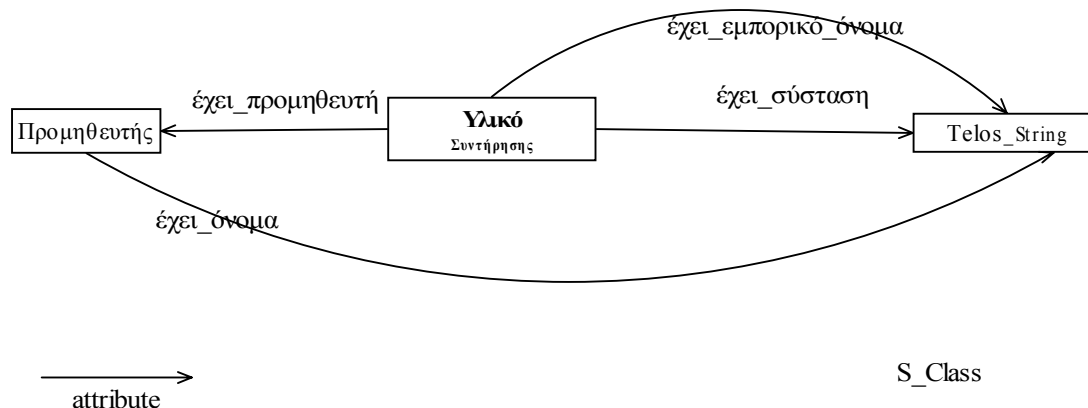 έχει_εμπορικό_όνομα
έχει_προμηθευτή
έχει_σύσταση
Προμηθευτής
Υλικό
Συντήρησης
Telos_String
έχει_όνομα
attribute
S_Class